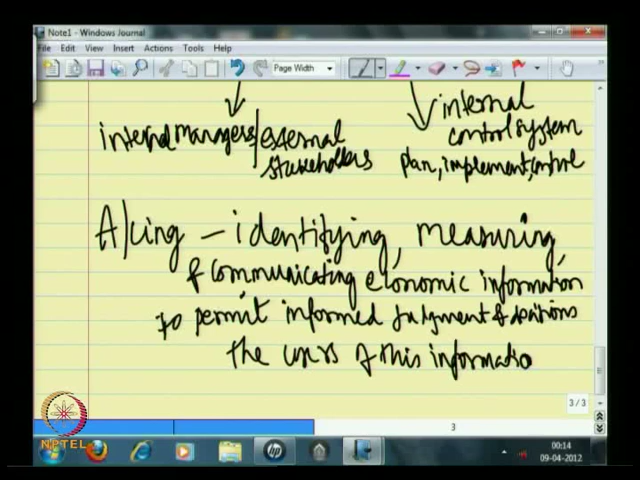 Note1 - Windows Journal
File Edit View Insert Actions Tools Help
Page Width
internal managers/external stakeholders
internal control system
plan, implement, control
A/cing – identifying, measuring,
& communicating economic information
to permit informed judgment & decisions
the users of this informatio
3/3
3
NPTEL
hp
00:14
09-04-2012